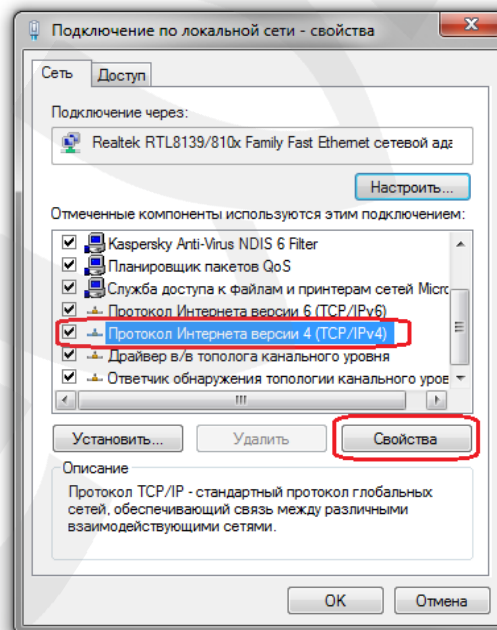 Подключение по локальной сети - свойства
Сеть
Доступ
Подключение через:
Realtek RTL8139/810x Family Fast Ethernet сетевой ада
Настроить...
Отмеченные компоненты используются этим подключением:
Kaspersky Anti-Virus NDIS 6 Filter
Планировщик пакетов QoS
Служба доступа к файлам и принтерам сетей Micro
Протокол Интернета версии 6 (TCP/IPv6)
Протокол Интернета версии 4 (TCP/IPv4)
Драйвер в/в тополога канального уровня
Ответчик обнаружения топологии канального уров
Установить...
Удалить
Свойства
Описание
Протокол TCP/IP - стандартный протокол глобальных
сетей, обеспечивающий связь между различными
взаимодействующими сетями.
OK
Отмена